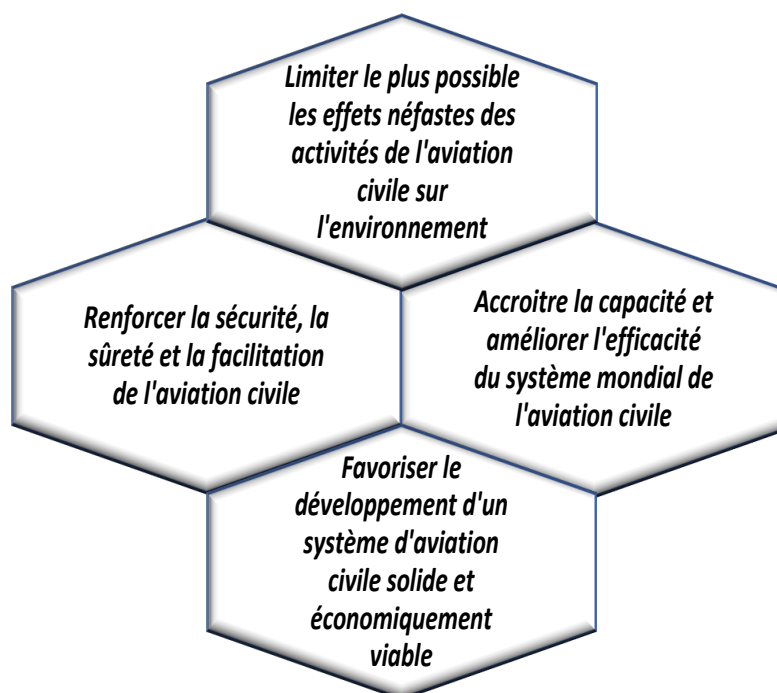 Limiter le plus possible
les effets néfastes des
activités de l'aviation
civile sur
l'environnement
Renforcer la sécurité, la
sûreté et la facilitation
de l'aviation civile
Accroitre la capacité et
améliorer l'efficacité
du système mondial de
l'aviation civile
Favoriser le
développement d'un
système d'aviation
civile solide et
économiquement
viable